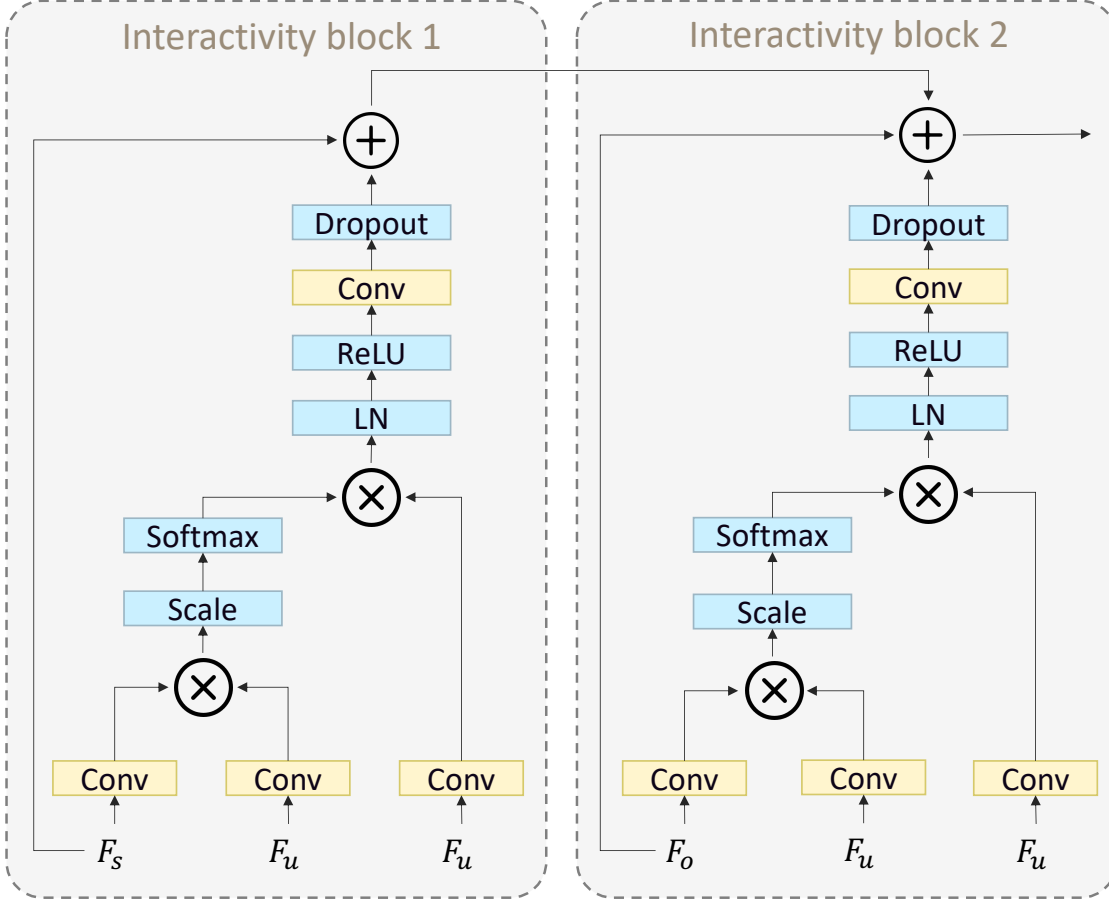 Interactivity block 1
+
Dropout
Conv
ReLU
LN
×
Softmax
Scale
×
Conv Conv Conv
F_s F_u F_u
Interactivity block 2
+
Dropout
Conv
ReLU
LN
×
Softmax
Scale
×
Conv Conv Conv
F_o F_u F_u